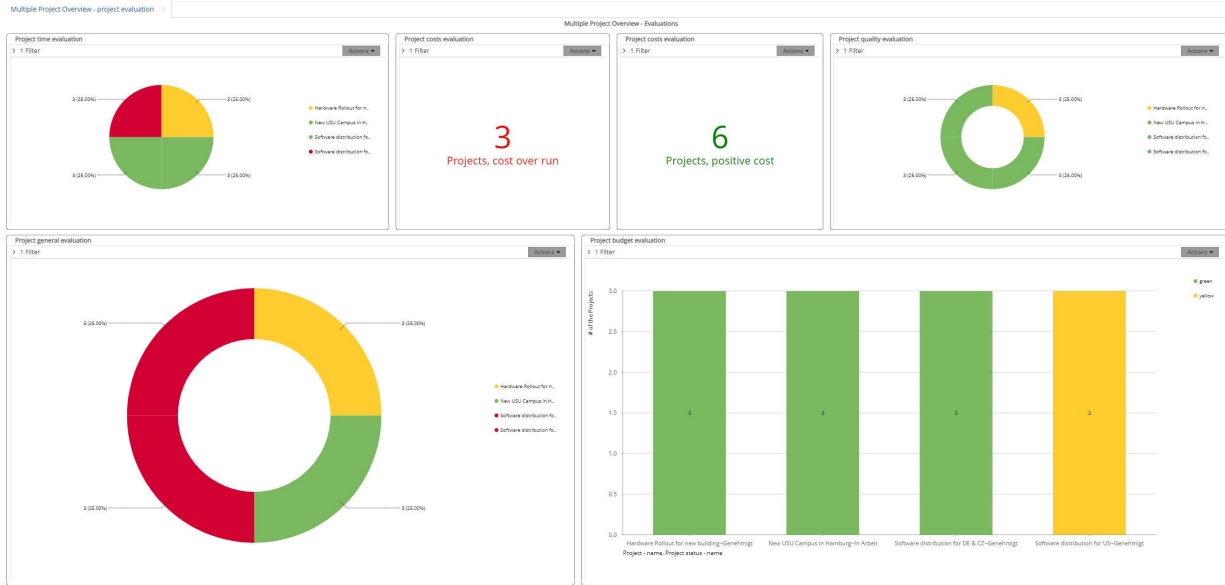 Multiple Project Overview - project evaluation ×
Multiple Project Overview - Evaluations
Project time evaluation
> 1 Filter
Actions
3 (25.00%)
3 (25.00%)
3 (25.00%)
3 (25.00%)
Hardware Rollout for n..
New USU Campus in H..
Software distribution fo..
Software distribution fo..
Project costs evaluation
> 1 Filter
Actions
3
Projects, cost over run
Project costs evaluation
> 1 Filter
Actions
6
Projects, positive cost
Project quality evaluation
> 1 Filter
Actions
3 (25.00%)
3 (25.00%)
3 (25.00%)
3 (25.00%)
Hardware Rollout for n..
New USU Campus in H..
Software distribution fo..
Software distribution fo..
Project general evaluation
> 1 Filter
Actions
3 (25.00%)
3 (25.00%)
3 (25.00%)
3 (25.00%)
Hardware Rollout for n..
New USU Campus in H..
Software distribution fo..
Software distribution fo..
Project budget evaluation
> 1 Filter
Actions
green
yellow
# of the Projects
3.0
2.5
2.0
1.5
1.0
0.5
0.0
3
3
3
3
Hardware Rollout for new building~Genehmigt
New USU Campus in Hamburg~In Arbeit
Software distribution for DE & CZ~Genehmigt
Software distribution for US~Genehmigt
Project - name, Project status - name